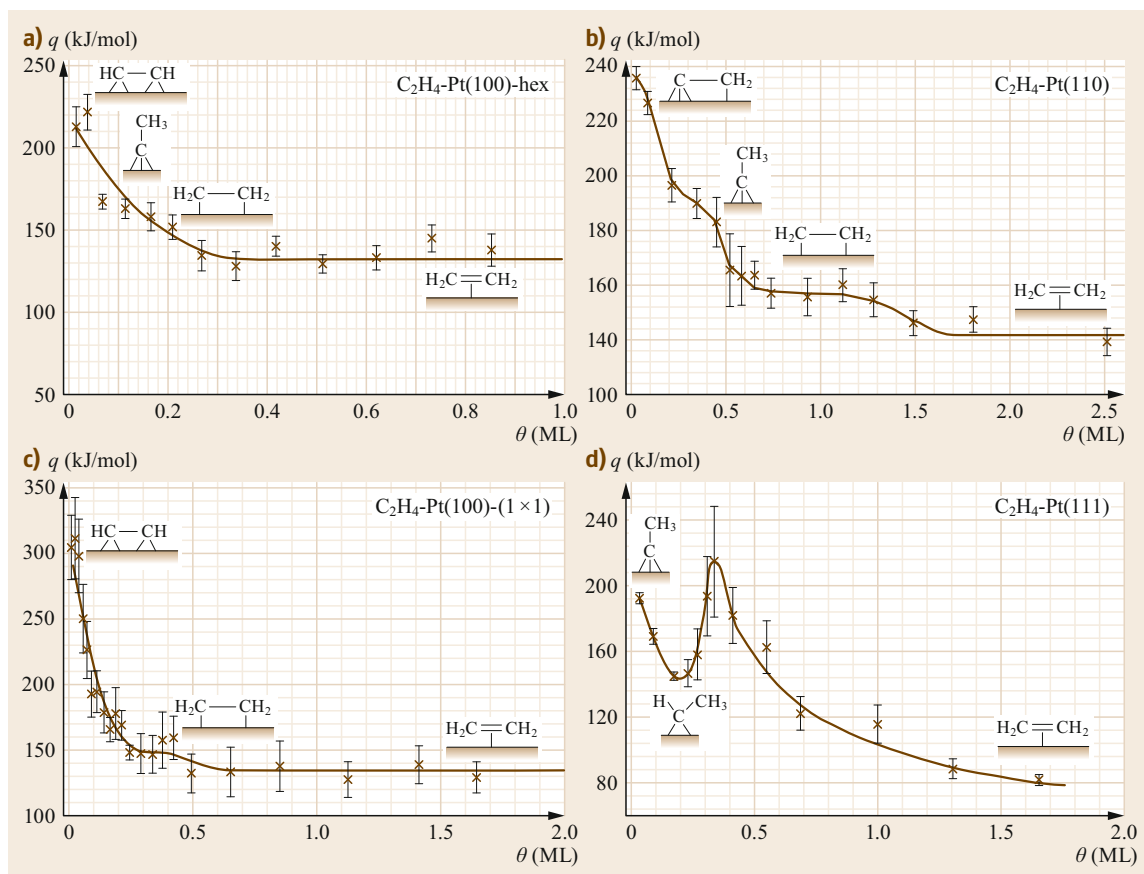 a) q (kJ/mol)
250
200
150
100
50
0 0.2 0.4 0.6 0.8 1.0
θ (ML)
C₂H₄-Pt(100)-hex
HC—CH
CH₃
C
H₂C—CH₂
H₂C=CH₂
b) q (kJ/mol)
240
220
200
180
160
140
100
0 0.5 1.0 1.5 2.0 2.5
θ (ML)
C₂H₄-Pt(110)
C—CH₂
CH₃
C
H₂C—CH₂
H₂C=CH₂
c) q (kJ/mol)
350
300
250
200
150
100
0 0.5 1.0 1.5 2.0
θ (ML)
C₂H₄-Pt(100)-(1 × 1)
HC—CH
H₂C—CH₂
H₂C=CH₂
d) q (kJ/mol)
240
200
160
120
80
0 0.5 1.0 1.5 2.0
θ (ML)
C₂H₄-Pt(111)
CH₃
C
H CH₃
C
H₂C=CH₂